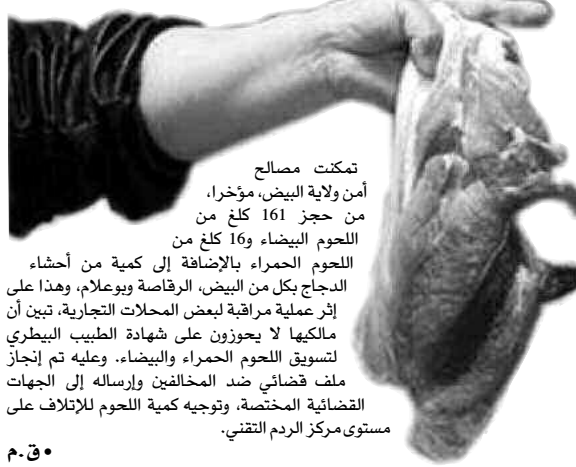 تمكنت مصالح
أمن ولاية البيض، مؤخرا،
من حجز 161 كلغ من
اللحوم البيضاء و16 كلغ من
اللحوم الحمراء بالإضافة إلى كمية من أحشاء
الدجاج بكل من البيض، الرقاصة وبوعلام، وهذا على
إثر عملية مراقبة لبعض المحلات التجارية، تبين أن
مالكيها لا يحوزون على شهادة الطبيب البيطري
لتسويق اللحوم الحمراء والبيضاء. وعليه تم إنجاز
ملف قضائي ضد المخالفين وإرساله إلى الجهات
القضائية المختصة، وتوجيه كمية اللحوم للإتلاف على
مستوى مركز الردم التقني.
• ق.م